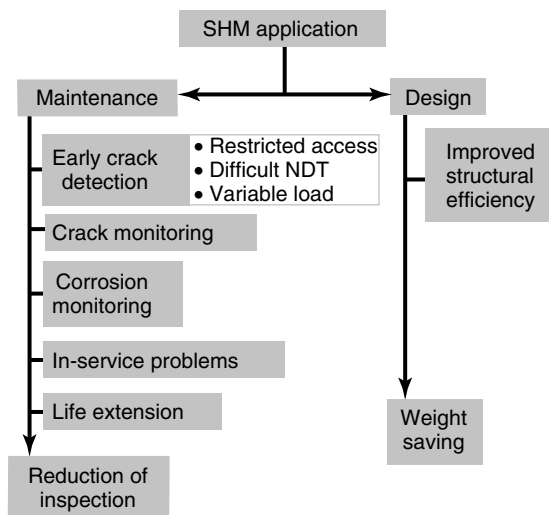 SHM application
Maintenance
Design
Early crack
detection
• Restricted access
• Difficult NDT
• Variable load
Improved
structural
efficiency
Crack monitoring
Corrosion
monitoring
In-service problems
Life extension
Weight
saving
Reduction of
inspection